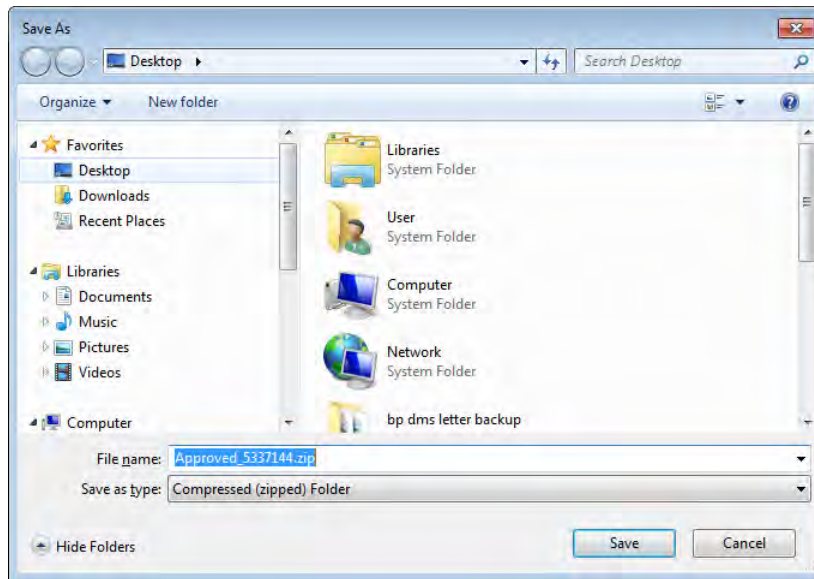 Save As
Desktop
Search Desktop
Organize
New folder
Favorites
Desktop
Downloads
Recent Places
Libraries
Documents
Music
Pictures
Videos
Computer
Libraries
System Folder
User
System Folder
Computer
System Folder
Network
System Folder
bp dms letter backup
File name: Approved_5337144.zip
Save as type: Compressed (zipped) Folder
Hide Folders
Save
Cancel